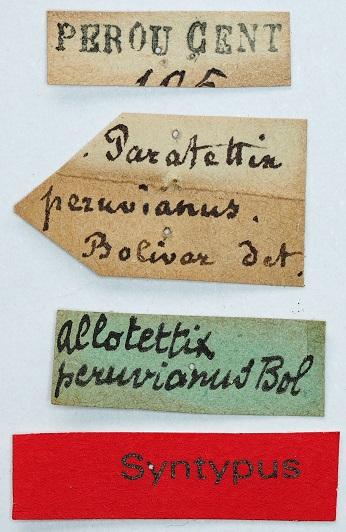 PEROU CENT
Paratettix
peruvianus.
Bolivar det.
allotettix
peruvianus Bol
Syntypus